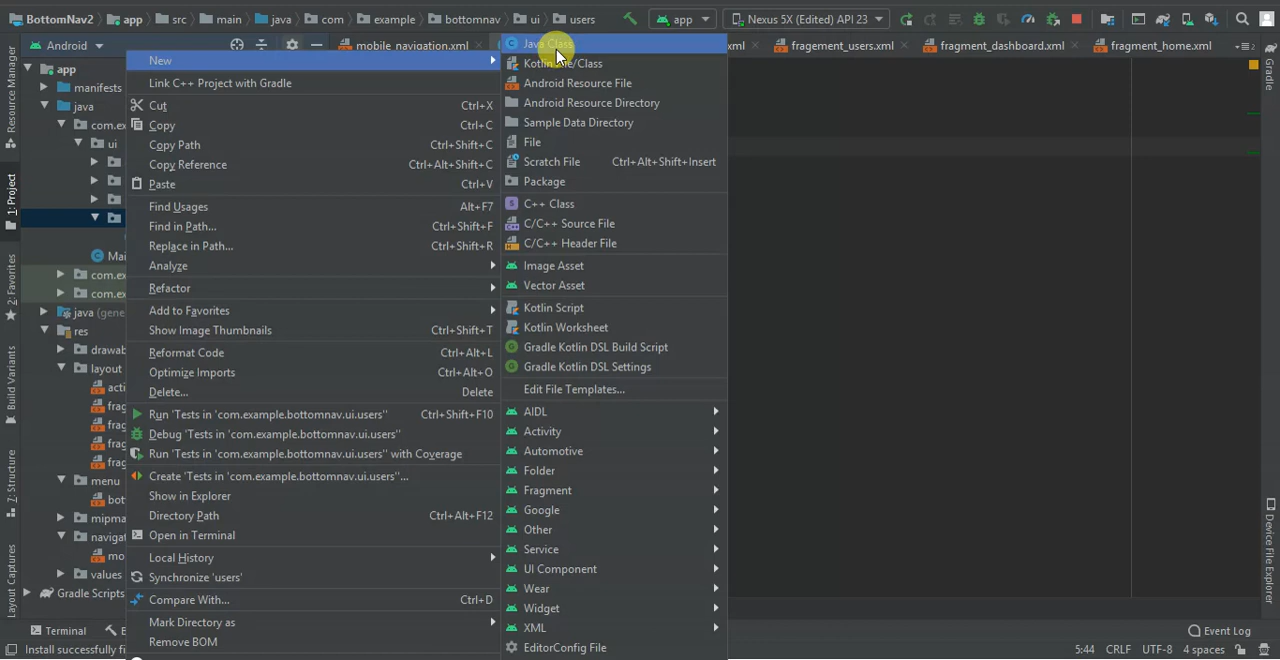 BottomNav2 app src main java com example bottomnav ui users app Nexus 5X (Edited) API 23
Android mobile_navigation.xml xml fragement_users.xml fragment_dashboard.xml fragment_home.xml
Resource Manager
1: Project
2: Favorites
Build Variants
Z: Structure
Layout Captures
Gradle
Device File Explorer
app
manifests
java
com.e
ui
Mai
com.ex
com.ex
java (gene
res
drawab
layout
acti
frag
frag
frag
frag
menu
bot
mipm
navigat
mo
values
Gradle Scripts
New
Link C++ Project with Gradle
Cut Ctrl+X
Copy Ctrl+C
Copy Path Ctrl+Shift+C
Copy Reference Ctrl+Alt+Shift+C
Paste Ctrl+V
Find Usages Alt+F7
Find in Path... Ctrl+Shift+F
Replace in Path... Ctrl+Shift+R
Analyze
Refactor
Add to Favorites
Show Image Thumbnails Ctrl+Shift+T
Reformat Code Ctrl+Alt+L
Optimize Imports Ctrl+Alt+O
Delete... Delete
Run 'Tests in 'com.example.bottomnav.ui.users'' Ctrl+Shift+F10
Debug 'Tests in 'com.example.bottomnav.ui.users''
Run 'Tests in 'com.example.bottomnav.ui.users'' with Coverage
Create 'Tests in 'com.example.bottomnav.ui.users''...
Show in Explorer
Directory Path Ctrl+Alt+F12
Open in Terminal
Local History
Synchronize 'users'
Compare With... Ctrl+D
Mark Directory as
Remove BOM
Java Class
Kotlin File/Class
Android Resource File
Android Resource Directory
Sample Data Directory
File
Scratch File Ctrl+Alt+Shift+Insert
Package
C++ Class
C/C++ Source File
C/C++ Header File
Image Asset
Vector Asset
Kotlin Script
Kotlin Worksheet
Gradle Kotlin DSL Build Script
Gradle Kotlin DSL Settings
Edit File Templates...
AIDL
Activity
Automotive
Folder
Fragment
Google
Other
Service
UI Component
Wear
Widget
XML
EditorConfig File
Terminal Event Log
Install successfully fi 5:44 CRLF UTF-8 4 spaces